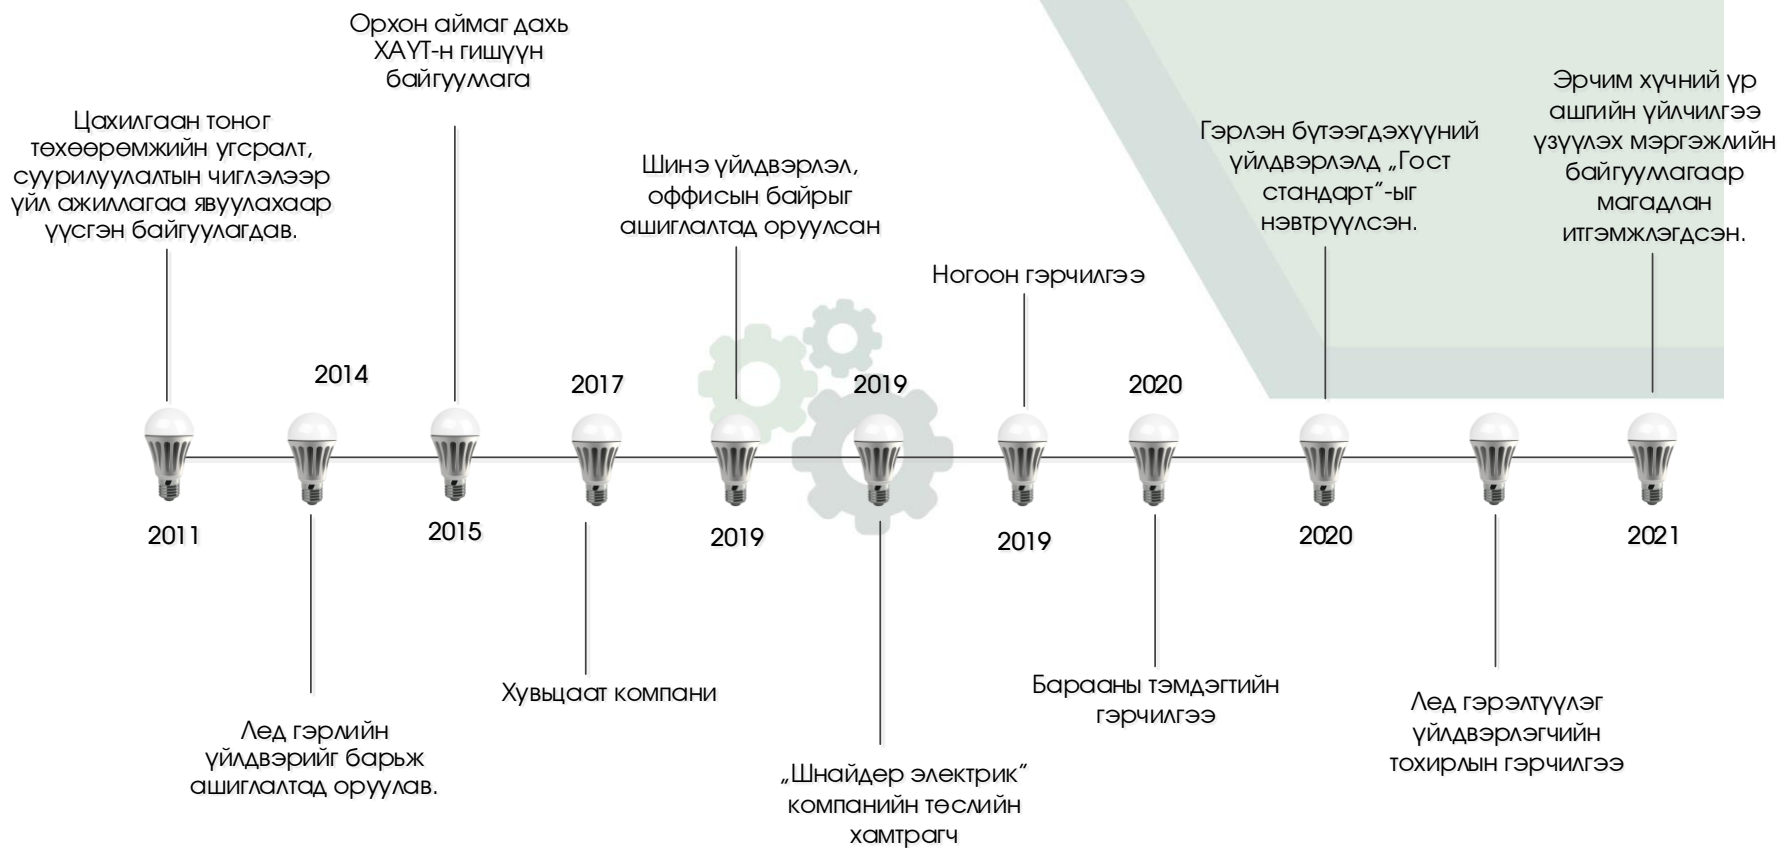 Цахилгаан тоног
төхөөрөмжийн угсралт,
суурилуулалтын чиглэлээр
үйл ажиллагаа явуулахаар
үүсгэн байгуулагдав.
2011
2014
Лед гэрлийн
үйлдвэрийг барьж
ашиглалтад оруулав.
Орхон аймаг дахь
ХАҮТ-н гишүүн
байгууллага
2015
2017
Хувьцаат компани
Шинэ үйлдвэрлэл,
оффисын байрыг
ашиглалтад оруулсан
2019
2019
„Шнайдер электрик“
компанийн төслийн
хамтрагч
Ногоон гэрчилгээ
2019
2020
Барааны тэмдэгтийн
гэрчилгээ
Гэрлэн бүтээгдэхүүний
үйлдвэрлэлд „Гост
стандарт“-ыг
нэвтрүүлсэн.
2020
Лед гэрэлтүүлэг
үйлдвэрлэгчийн
тохирлын гэрчилгээ
Эрчим хүчний үр
ашгийн үйлчилгээ
үзүүлэх мэргэжлийн
байгууллагаар
магадлан
итгэмжлэгдсэн.
2021